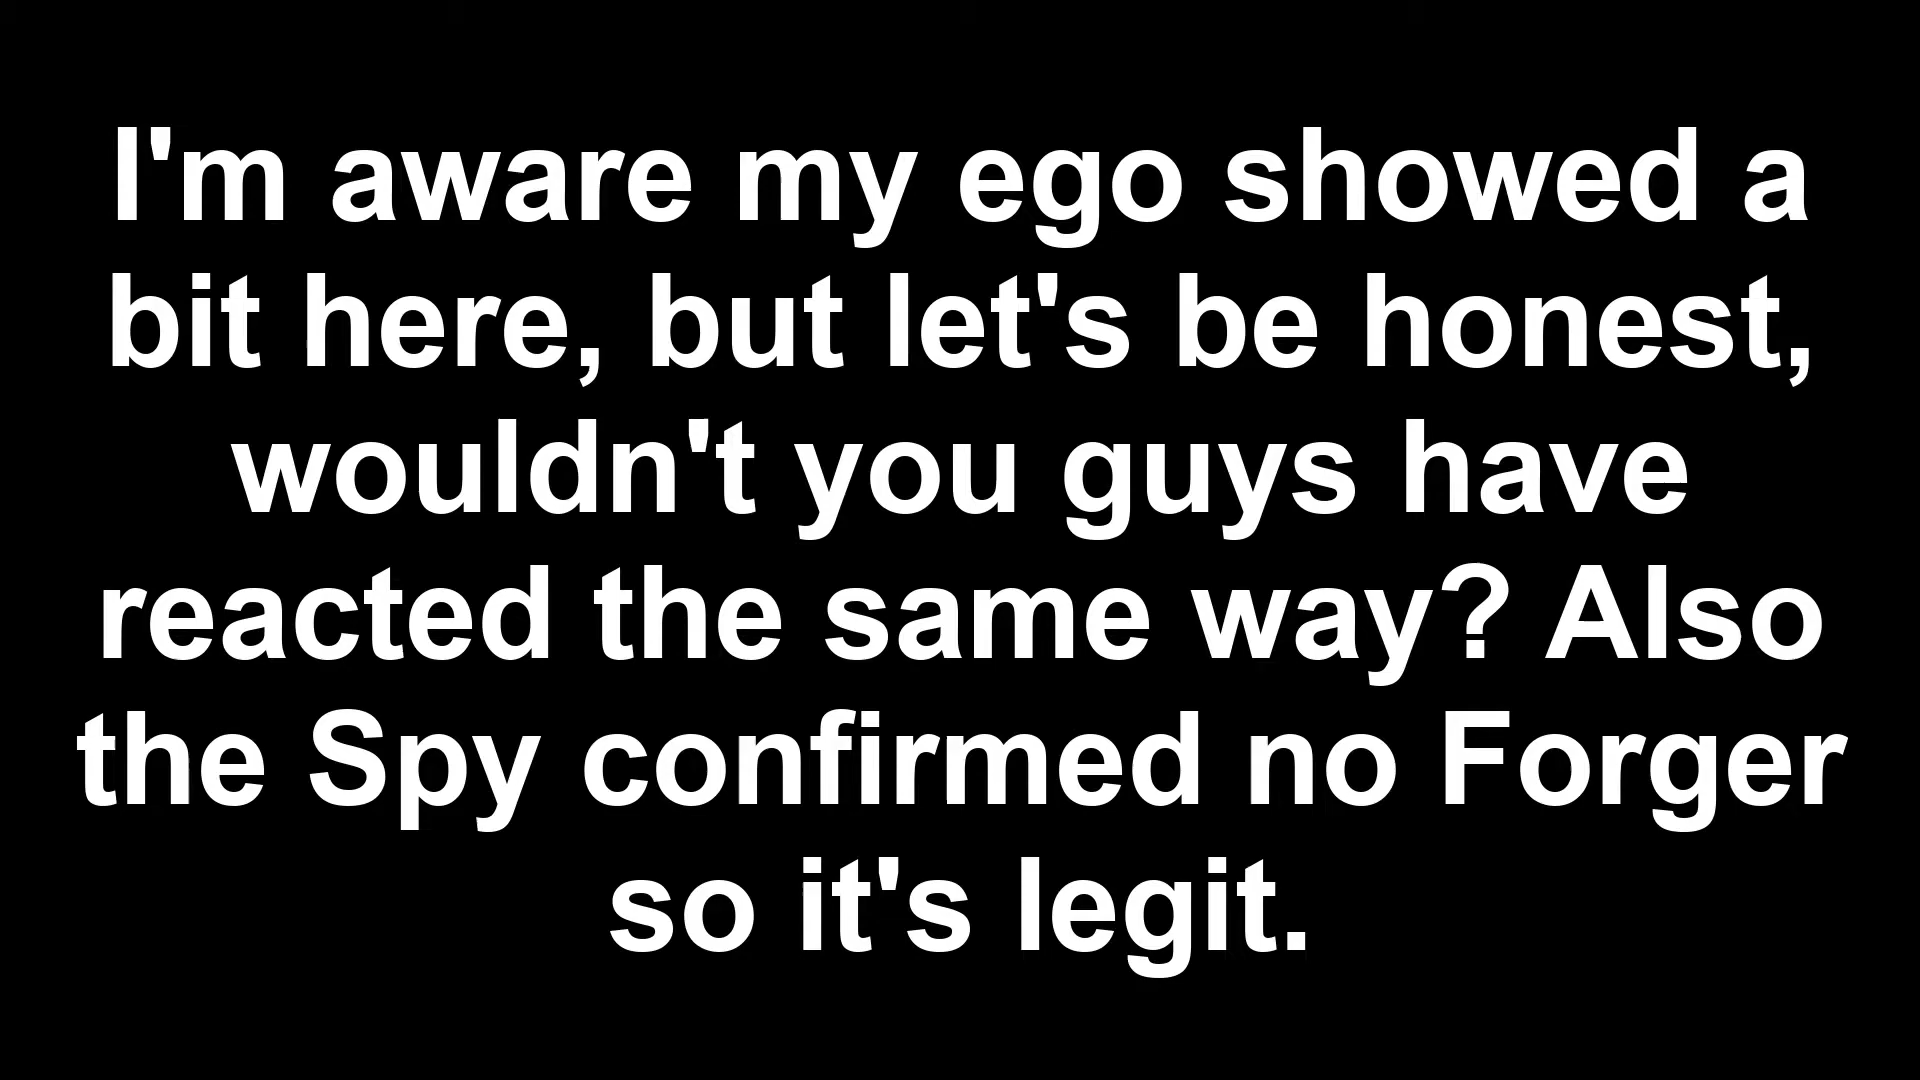 I'm aware my ego showed a
bit here, but let's be honest,
wouldn't you guys have
reacted the same way? Also
the Spy confirmed no Forger
so it's legit.